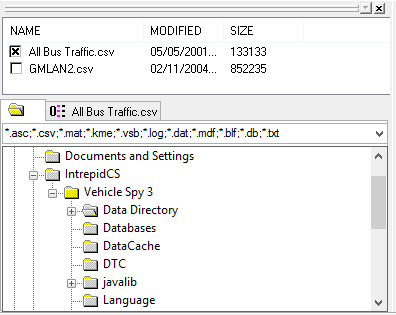 NAME MODIFIED SIZE
All Bus Traffic.csv 05/05/2001... 133133
GMLAN2.csv 02/11/2004... 852235
All Bus Traffic.csv
*.asc;*.csv;*.mat;*.kme;*.vsb;*.log;*.dat;*.mdf;*.blf;*.db;*.txt
Documents and Settings
IntrepidCS
Vehicle Spy 3
Data Directory
Databases
DataCache
DTC
javalib
Language